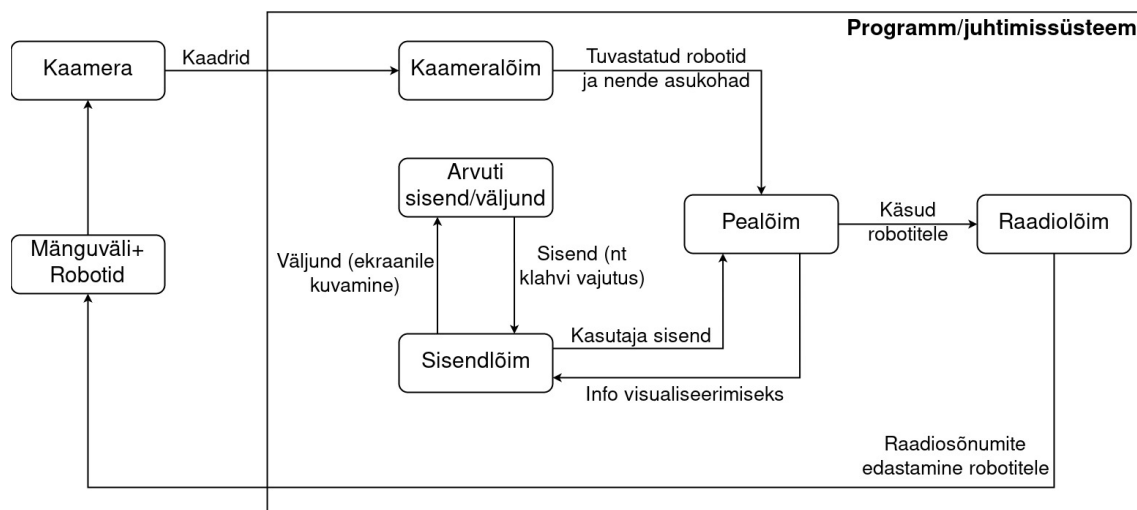 Programm/juhtimissüsteem
Kaamera
Kaadrid
Kaameralõim
Tuvastatud robotid
ja nende asukohad
Arvuti
sisend/väljund
Pealõim
Käsud
robotitele
Raadiolõim
Mänguväli+
Robotid
Väljund (ekraanile
kuvamine)
Sisend (nt
klahvi vajutus)
Sisendlõim
Kasutaja sisend
Info visualiseerimiseks
Raadiosõnumite
edastamine robotitele